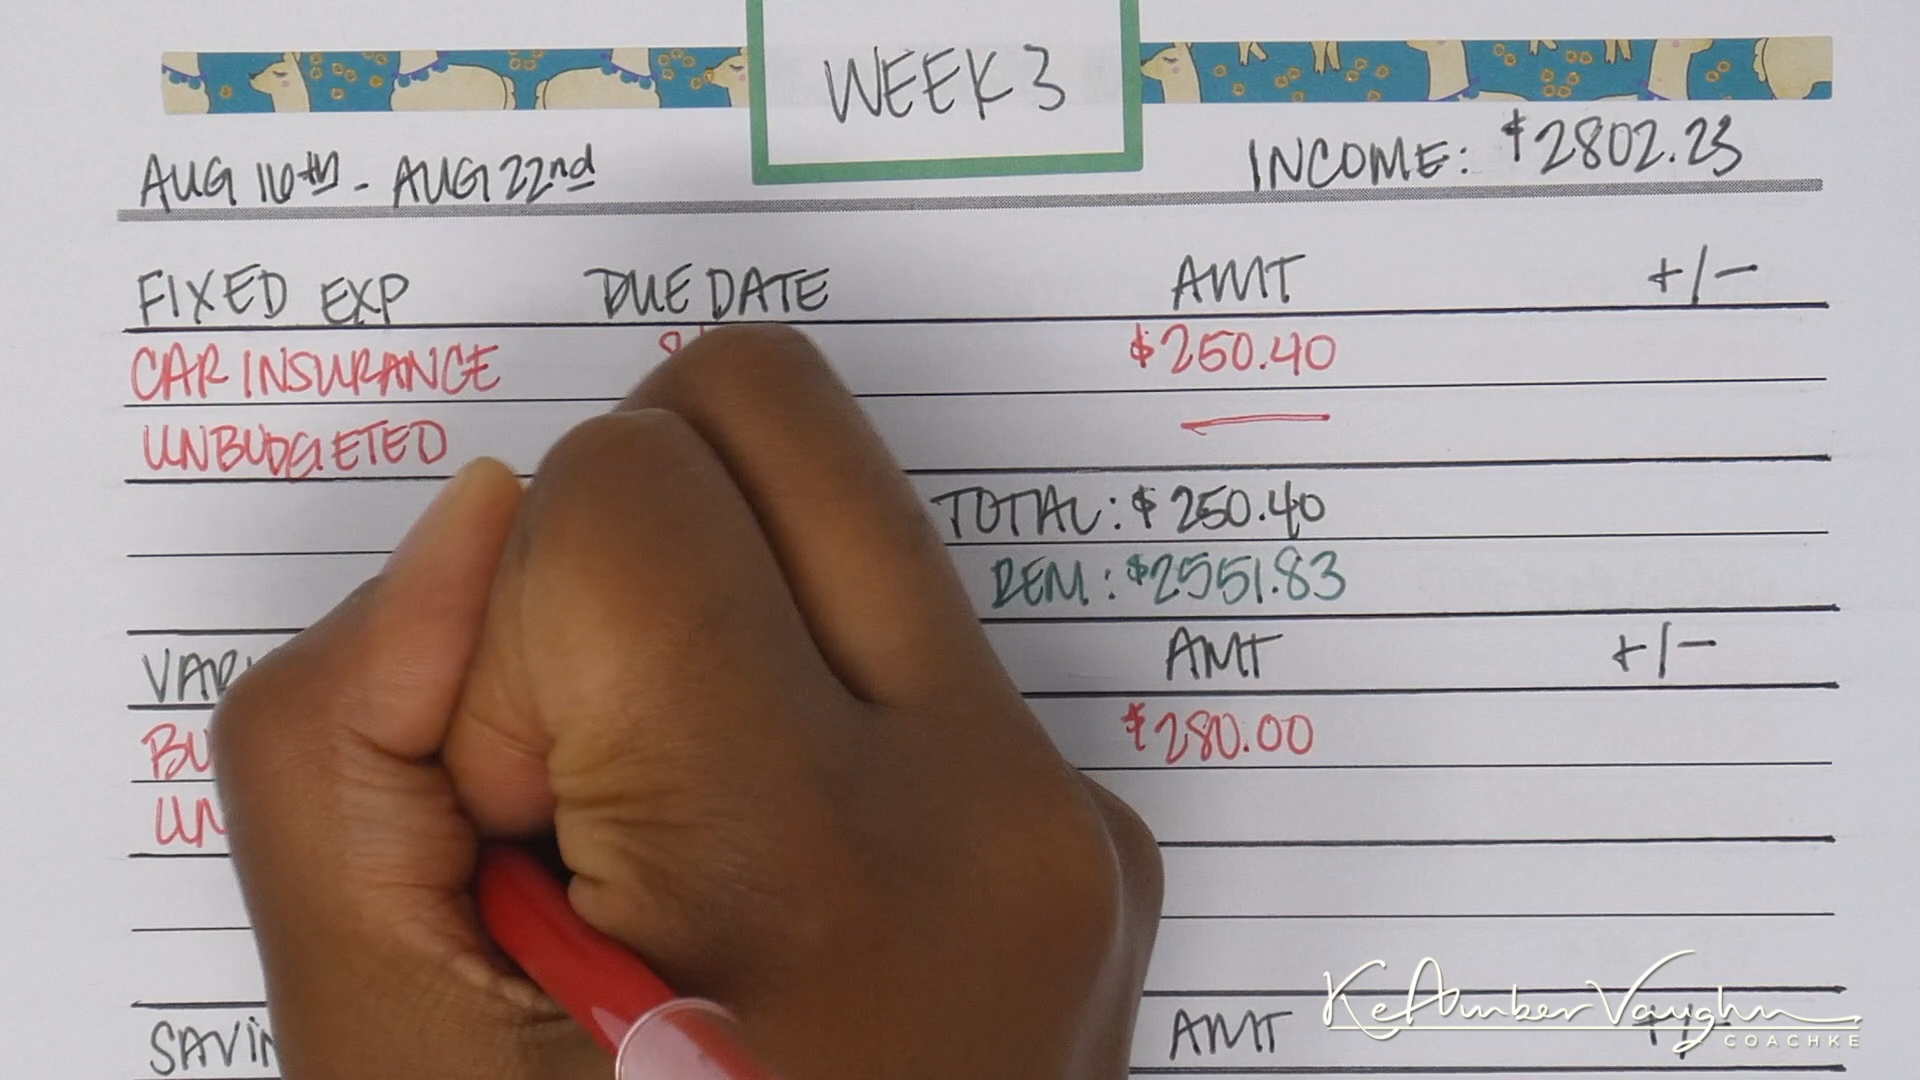 WEEK 3
AUG 16th - AUG 22nd INCOME: $2802.23
FIXED EXP DUE DATE AMT +/-
CAR INSURANCE $250.40
UNBUDGETED —
TOTAL: $250.40
REM: $2551.83
AMT +/-
$280.00
AMT +/-
KeAmber Vaughn
COACHKE